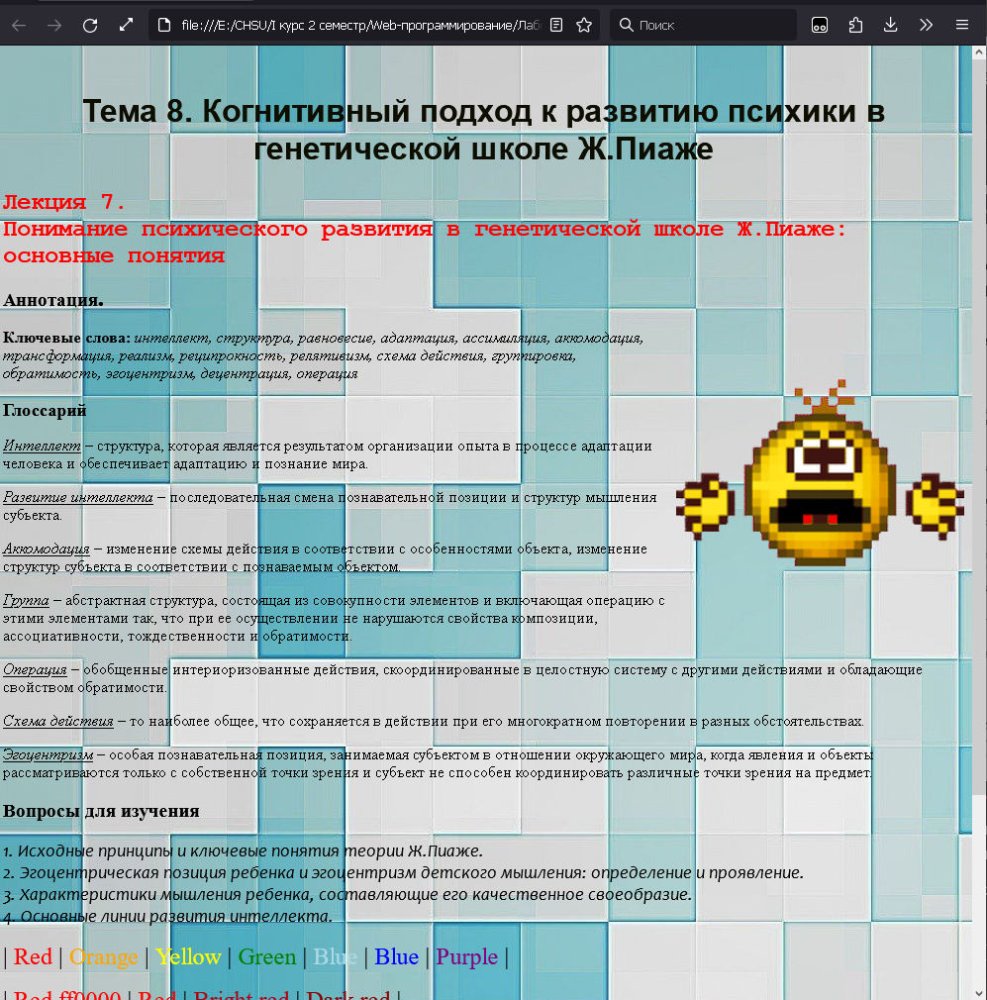 file:///E:/CHSU/I курс 2 семестр/Web-программирование/Лаб
Поиск
Тема 8. Когнитивный подход к развитию психики в
генетической школе Ж.Пиаже
Лекция 7.
Понимание психического развития в генетической школе Ж.Пиаже:
основные понятия
Аннотация.
Ключевые слова: интеллект, структура, равновесие, адаптация, ассимиляция, аккомодация,
трансформация, реализм, реципрокность, релятивизм, схема действия, группировка,
обратимость, эгоцентризм, децентрация, операция
Глоссарий
Интеллект – структура, которая является результатом организации опыта в процессе адаптации
человека и обеспечивает адаптацию и познание мира.
Развитие интеллекта – последовательная смена познавательной позиции и структур мышления
субъекта.
Аккомодация – изменение схемы действия в соответствии с особенностями объекта, изменение
структур субъекта в соответствии с познаваемым объектом.
Группа – абстрактная структура, состоящая из совокупности элементов и включающая операцию с
этими элементами так, что при ее осуществлении не нарушаются свойства композиции,
ассоциативности, тождественности и обратимости.
Операция – обобщенные интериоризованные действия, скоординированные в целостную систему с другими действиями и обладающие
свойством обратимости.
Схема действия – то наиболее общее, что сохраняется в действии при его многократном повторении в разных обстоятельствах.
Эгоцентризм – особая познавательная позиция, занимаемая субъектом в отношении окружающего мира, когда явления и объекты
рассматриваются только с собственной точки зрения и субъект не способен координировать различные точки зрения на предмет.
Вопросы для изучения
1. Исходные принципы и ключевые понятия теории Ж.Пиаже.
2. Эгоцентрическая позиция ребенка и эгоцентризм детского мышления: определение и проявление.
3. Характеристики мышления ребенка, составляющие его качественное своеобразие.
4. Основные линии развития интеллекта.
| Red | Orange | Yellow | Green | Blue | Blue | Purple |
| Red ff0000 | Red | Bright red | Dark red |